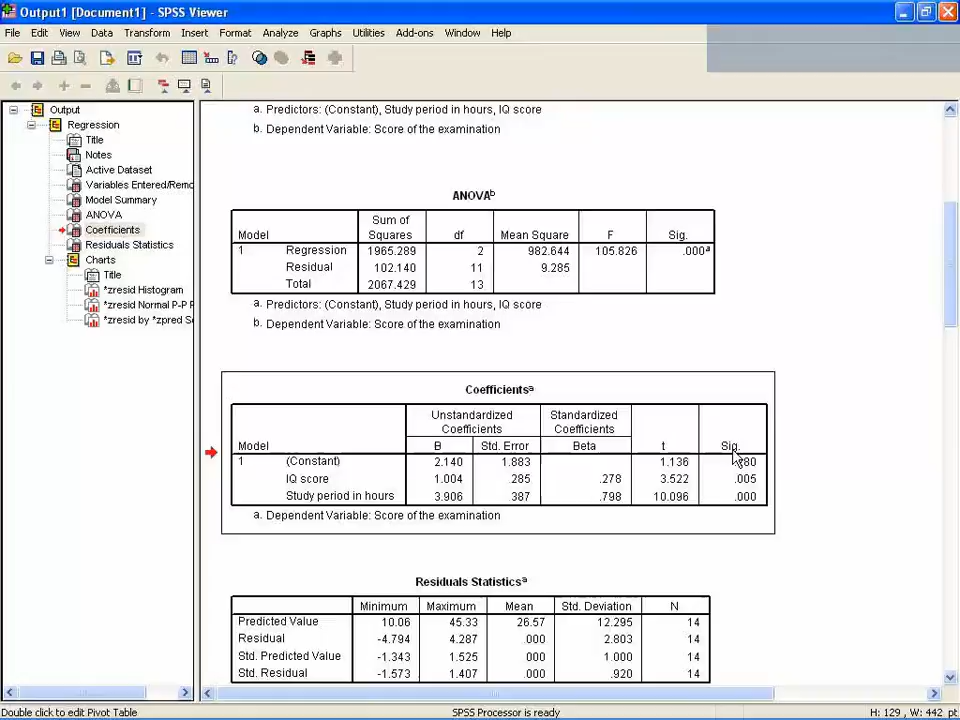 Output1 [Document1] - SPSS Viewer
File Edit View Data Transform Insert Format Analyze Graphs Utilities Add-ons Window Help
Output
Regression
Title
Notes
Active Dataset
Variables Entered/Remo
Model Summary
ANOVA
Coefficients
Residuals Statistics
Charts
Title
*zresid Histogram
*zresid Normal P-P P
*zresid by *zpred Sc
a. Predictors: (Constant), Study period in hours, IQ score
b. Dependent Variable: Score of the examination
ANOVAb
Model Sum of Squares df Mean Square F Sig.
1 Regression 1965.289 2 982.644 105.826 .000a
Residual 102.140 11 9.285
Total 2067.429 13
a. Predictors: (Constant), Study period in hours, IQ score
b. Dependent Variable: Score of the examination
Coefficientsa
Unstandardized Coefficients Standardized Coefficients
Model B Std. Error Beta t Sig.
1 (Constant) 2.140 1.883 1.136
IQ score 1.004 .285 .278 3.522 .005
Study period in hours 3.906 .387 .798 10.096 .000
a. Dependent Variable: Score of the examination
Residuals Statisticsa
Minimum Maximum Mean Std. Deviation N
Predicted Value 10.06 45.33 26.57 12.295 14
Residual -4.794 4.287 .000 2.803 14
Std. Predicted Value -1.343 1.525 .000 1.000 14
Std. Residual -1.573 1.407 .000 .920 14
Double click to edit Pivot Table SPSS Processor is ready H: 129 , W: 442 pt